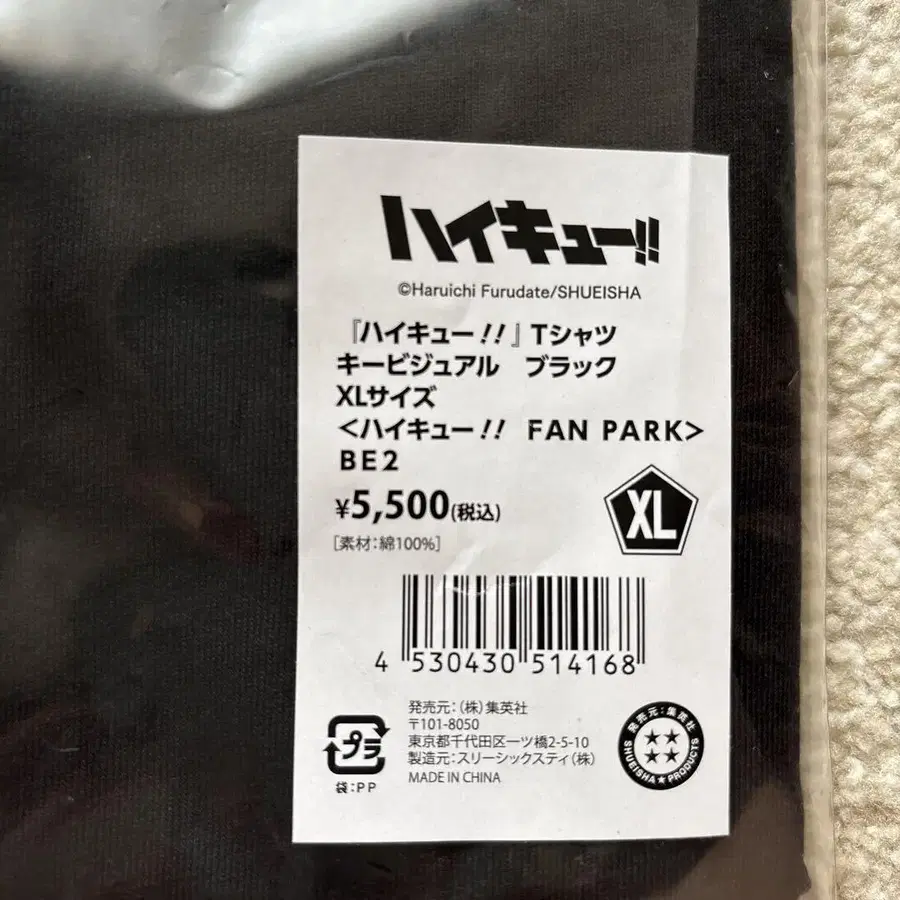 ハイキュー!!
©Haruichi Furudate/SHUEISHA
『ハイキュー!!』Tシャツ
キービジュアル ブラック
XLサイズ
<ハイキュー!! FAN PARK>
BE2
¥5,500(税込)
XL
[素材:綿100%]
4 530430 514168
発売元:(株)集英社
〒101-8050
東京都千代田区一ツ橋2-5-10
製造元:スリーシックスティ(株)
MADE IN CHINA
プラ
袋:PP
発売元:集英社
SHUEISHA★PRODUCTS